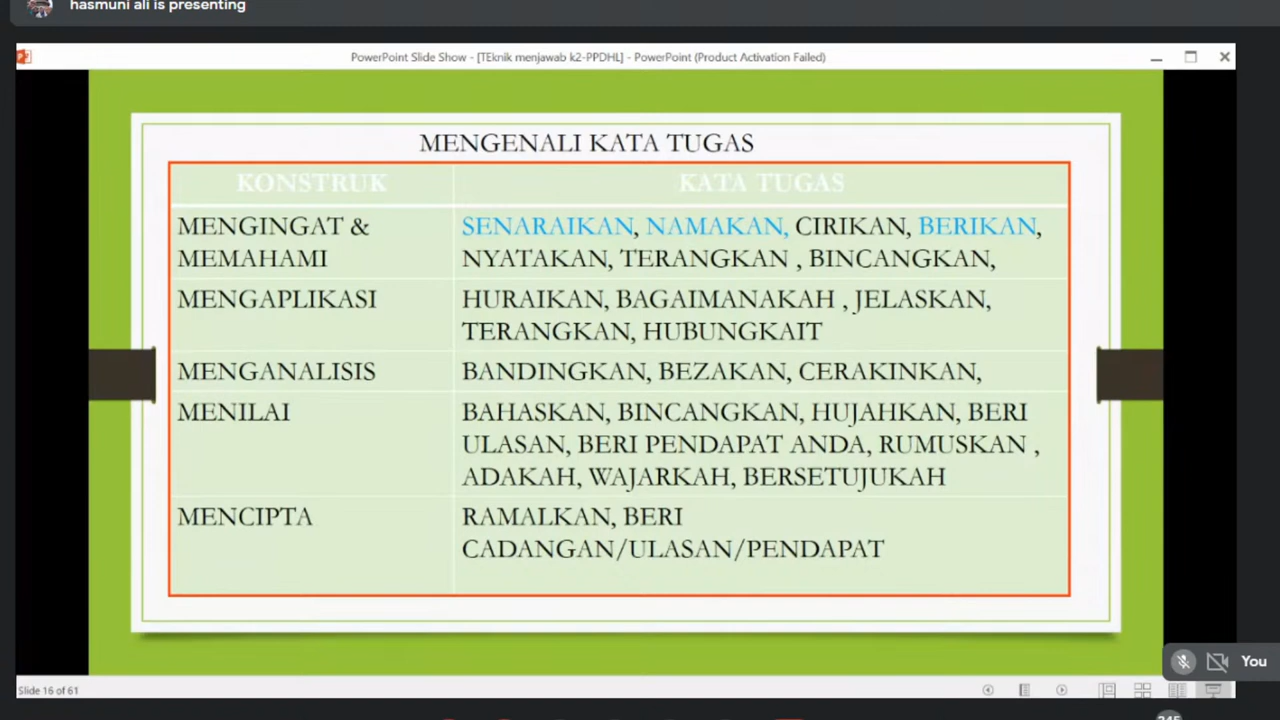 hasmuni ali is presenting
PowerPoint Slide Show - [TEknik menjawab k2-PPDHL] - PowerPoint (Product Activation Failed)
MENGENALI KATA TUGAS
KONSTRUK
KATA TUGAS
MENGINGAT &
MEMAHAMI
SENARAIKAN, NAMAKAN, CIRIKAN, BERIKAN,
NYATAKAN, TERANGKAN , BINCANGKAN,
MENGAPLIKASI
HURAIKAN, BAGAIMANAKAH , JELASKAN,
TERANGKAN, HUBUNGKAIT
MENGANALISIS
BANDINGKAN, BEZAKAN, CERAKINKAN,
MENILAI
BAHASKAN, BINCANGKAN, HUJAHKAN, BERI
ULASAN, BERI PENDAPAT ANDA, RUMUSKAN ,
ADAKAH, WAJARKAH, BERSETUJUKAH
MENCIPTA
RAMALKAN, BERI
CADANGAN/ULASAN/PENDAPAT
You
Slide 16 of 61